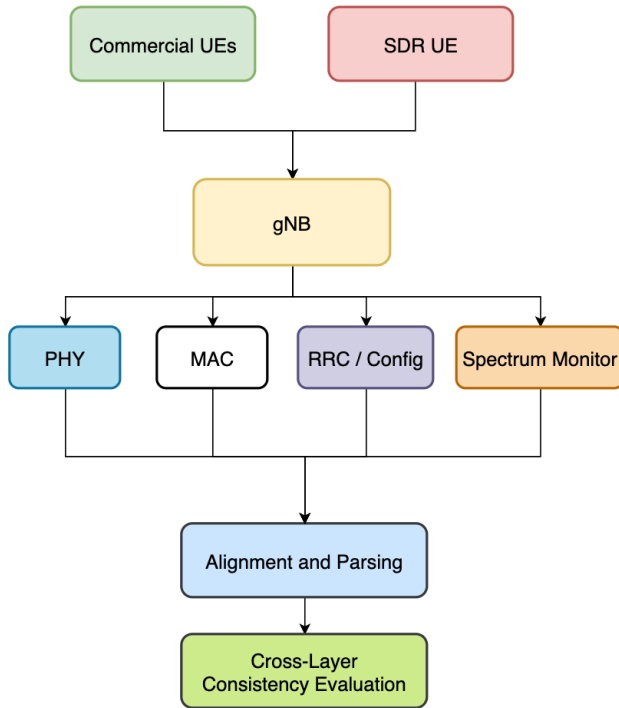 Commercial UEs
SDR UE
gNB
PHY
MAC
RRC / Config
Spectrum Monitor
Alignment and Parsing
Cross-Layer
Consistency Evaluation